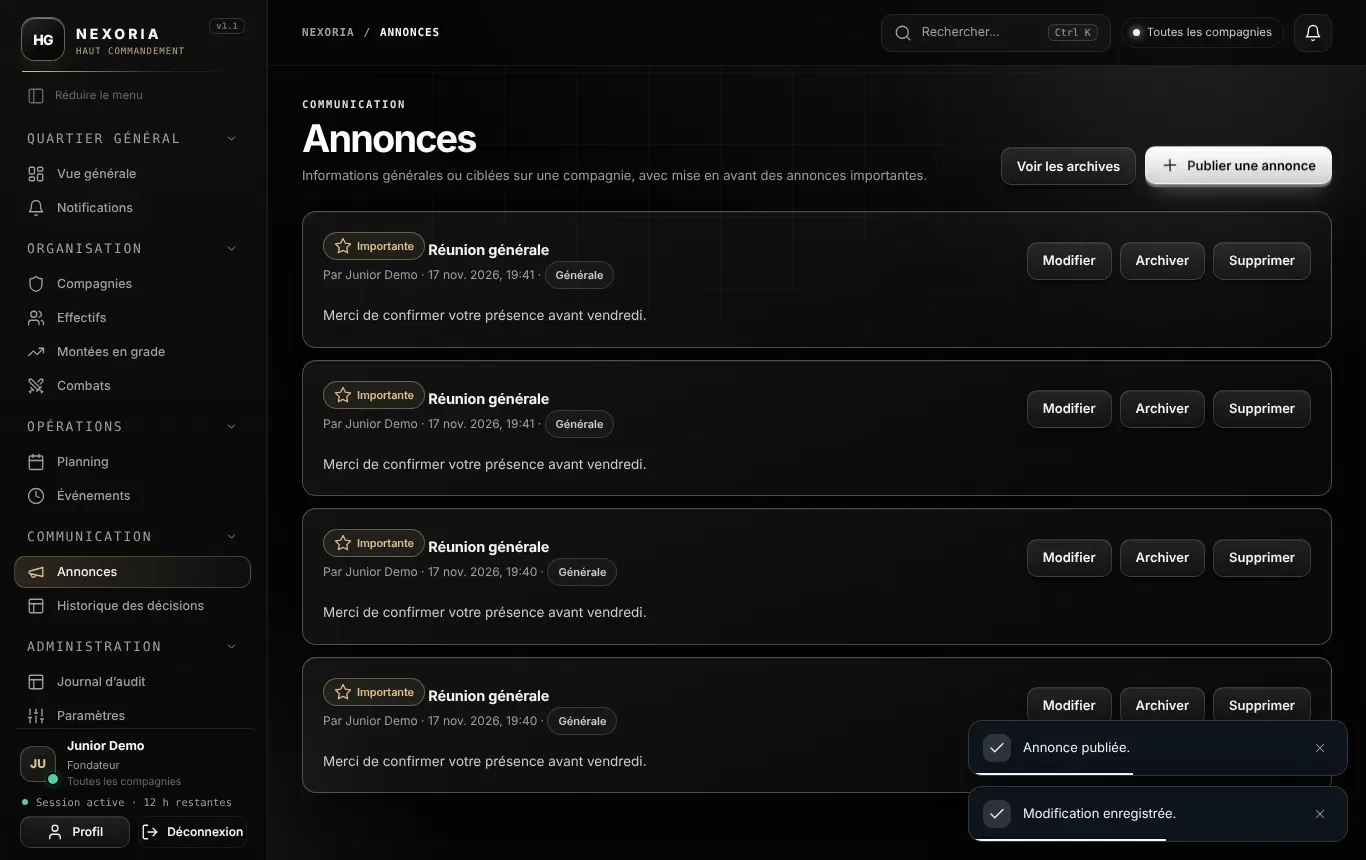 HG
NEXORIA
v1.1
HAUT COMMANDEMENT
Réduire le menu
QUARTIER GÉNÉRAL
Vue générale
Notifications
ORGANISATION
Compagnies
Effectifs
Montées en grade
Combats
OPÉRATIONS
Planning
Événements
COMMUNICATION
Annonces
Historique des décisions
ADMINISTRATION
Journal d’audit
Paramètres
JU
Junior Demo
Fondateur
Toutes les compagnies
Session active · 12 h restantes
Profil
Déconnexion
NEXORIA / ANNONCES
Rechercher...
Ctrl K
Toutes les compagnies
COMMUNICATION
Annonces
Informations générales ou ciblées sur une compagnie, avec mise en avant des annonces importantes.
Voir les archives
Publier une annonce
Importante Réunion générale
Par Junior Demo · 17 nov. 2026, 19:41 · Générale
Merci de confirmer votre présence avant vendredi.
Modifier Archiver Supprimer
Importante Réunion générale
Par Junior Demo · 17 nov. 2026, 19:41 · Générale
Merci de confirmer votre présence avant vendredi.
Modifier Archiver Supprimer
Importante Réunion générale
Par Junior Demo · 17 nov. 2026, 19:40 · Générale
Merci de confirmer votre présence avant vendredi.
Modifier Archiver Supprimer
Importante Réunion générale
Par Junior Demo · 17 nov. 2026, 19:40 · Générale
Merci de confirmer votre présence avant vendredi.
Modifier Archiver Supprimer
Annonce publiée.
Modification enregistrée.